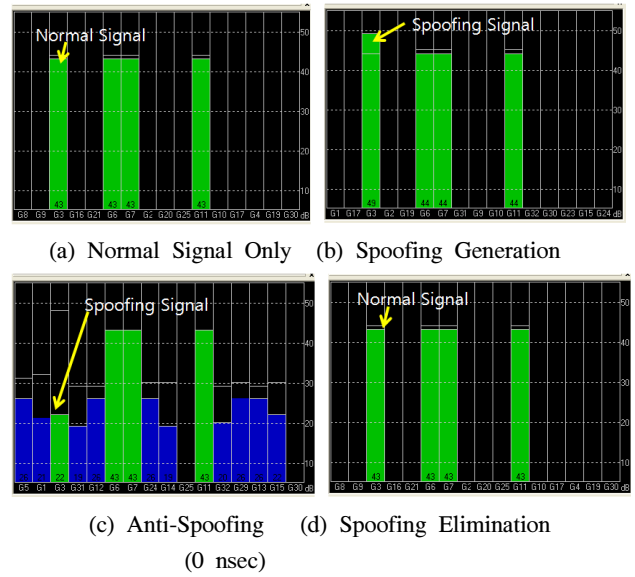 Normal Signal
50
40
30
20
10
43 43 43 43
G8 G9 G3 G16 G21 G6 G7 G2 G20 G25 G11 G10 G17 G4 G19 G30 dB
Spoofing Signal
50
40
30
20
10
49 44 44 44
G1 G17 G3 G2 G19 G6 G7 G31 G9 G10 G11 G30 G32 G23 G15 G24 dB
(a) Normal Signal Only (b) Spoofing Generation
Spoofing Signal
50
40
30
20
10
22 43 43 43
G5 G1 G3 G31 G12 G6 G7 G24 G14 G25 G11 G32 G29 G13 G15 G30 dB
Normal Signal
50
40
30
20
10
43 43 43 43
G8 G9 G3 G16 G21 G6 G7 G2 G20 G25 G11 G10 G17 G4 G19 G30 dB
(c) Anti-Spoofing (d) Spoofing Elimination
(0 nsec)